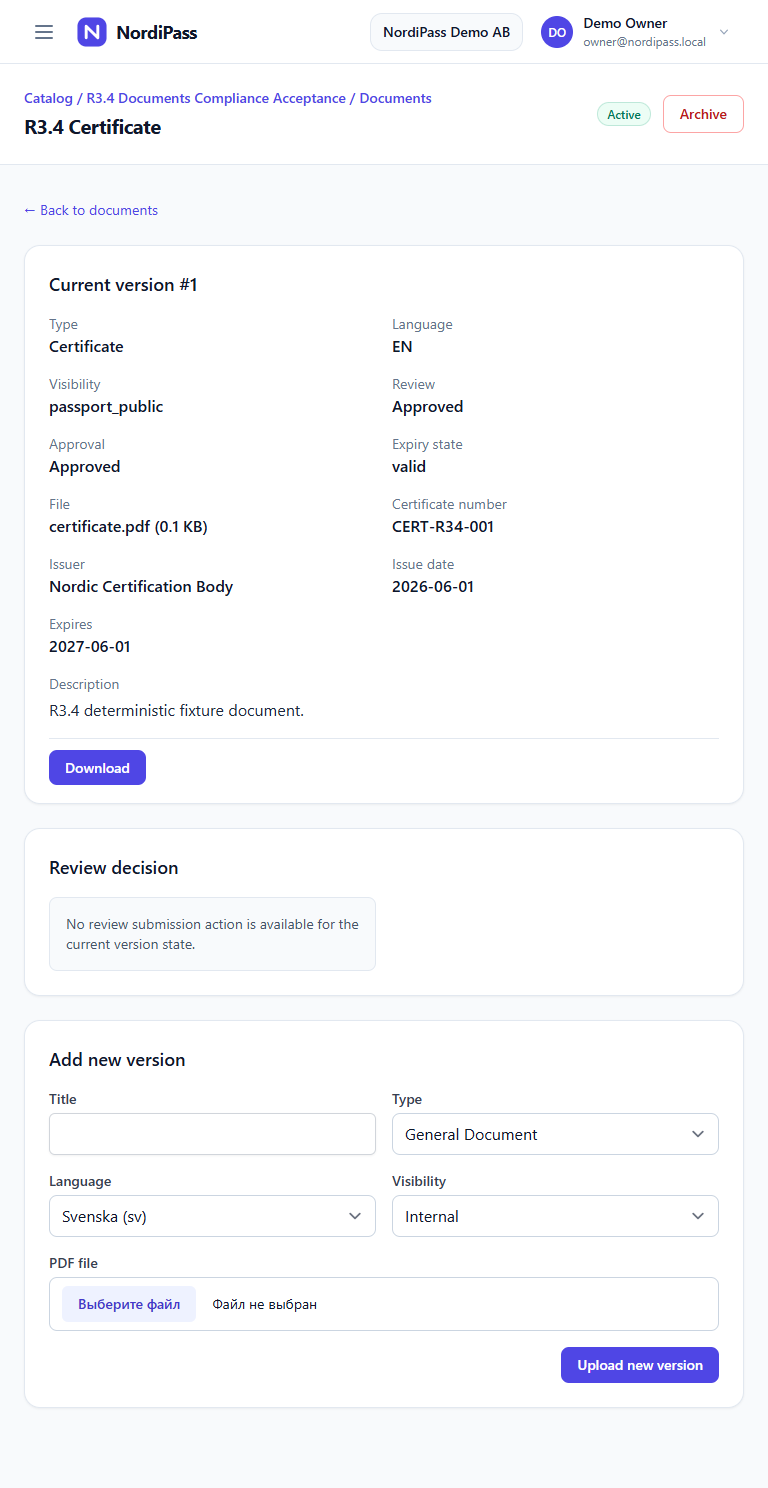 N NordiPass
NordiPass Demo AB
DO
Demo Owner
owner@nordipass.local
Catalog / R3.4 Documents Compliance Acceptance / Documents
R3.4 Certificate
Active
Archive
← Back to documents
Current version #1
Type
Certificate
Language
EN
Visibility
passport_public
Review
Approved
Approval
Approved
Expiry state
valid
File
certificate.pdf (0.1 KB)
Certificate number
CERT-R34-001
Issuer
Nordic Certification Body
Issue date
2026-06-01
Expires
2027-06-01
Description
R3.4 deterministic fixture document.
Download
Review decision
No review submission action is available for the
current version state.
Add new version
Title
Type
General Document
Language
Svenska (sv)
Visibility
Internal
PDF file
Выберите файл
Файл не выбран
Upload new version